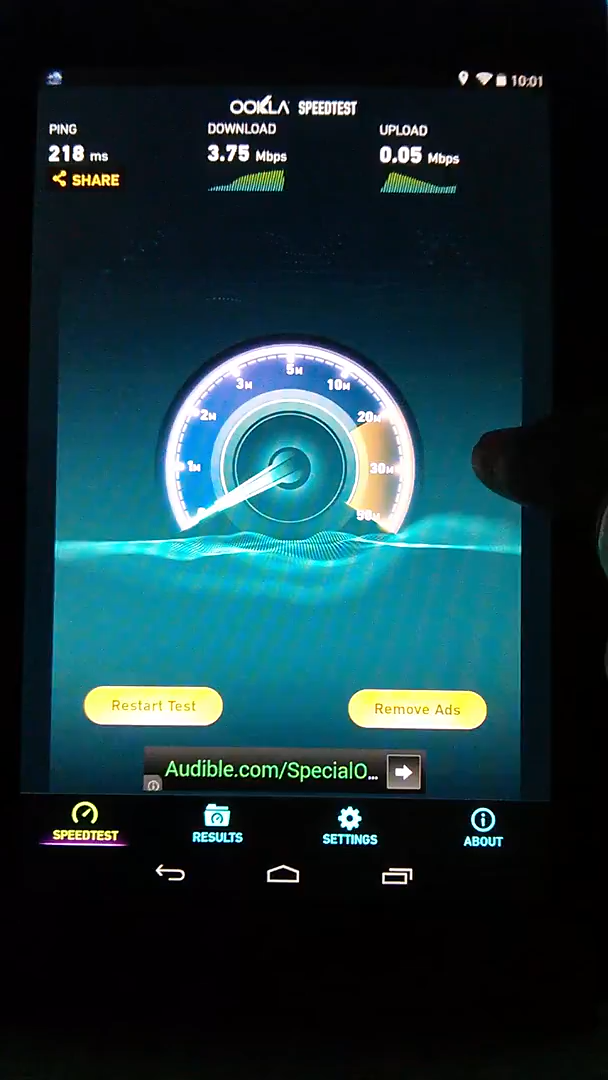 10:01
OOKLA SPEEDTEST
PING
DOWNLOAD
UPLOAD
218 ms
3.75 Mbps
0.05 Mbps
SHARE
5M
3M
10M
2M
20M
1M
30M
50M
Restart Test
Remove Ads
Audible.com/SpecialO...
SPEEDTEST
RESULTS
SETTINGS
ABOUT